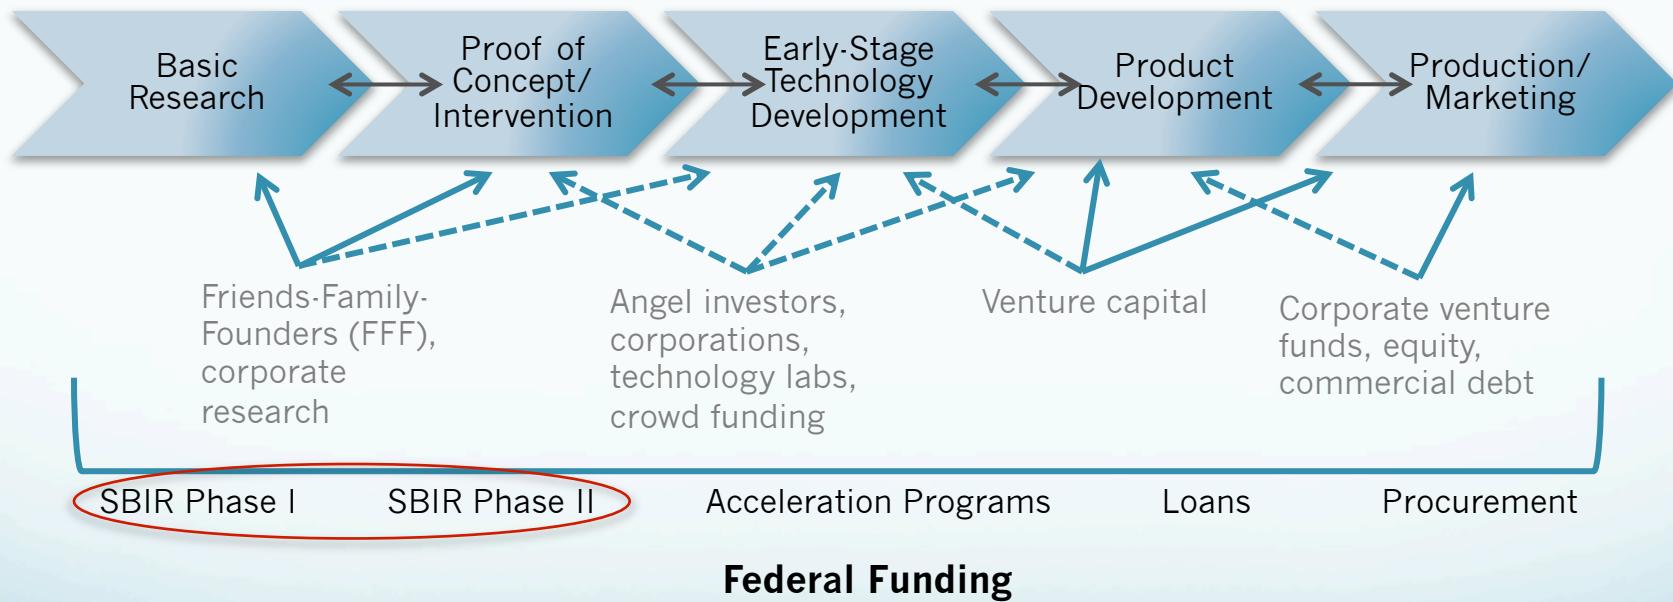 Basic
Research
Proof of
Concept/
Intervention
Early-Stage
Technology
Development
Product
Development
Production/
Marketing
Friends-Family-
Founders (FFF),
corporate
research
Angel investors,
corporations,
technology labs,
crowd funding
Venture capital
Corporate venture
funds, equity,
commercial debt
SBIR Phase I
SBIR Phase II
Acceleration Programs
Loans
Procurement
Federal Funding